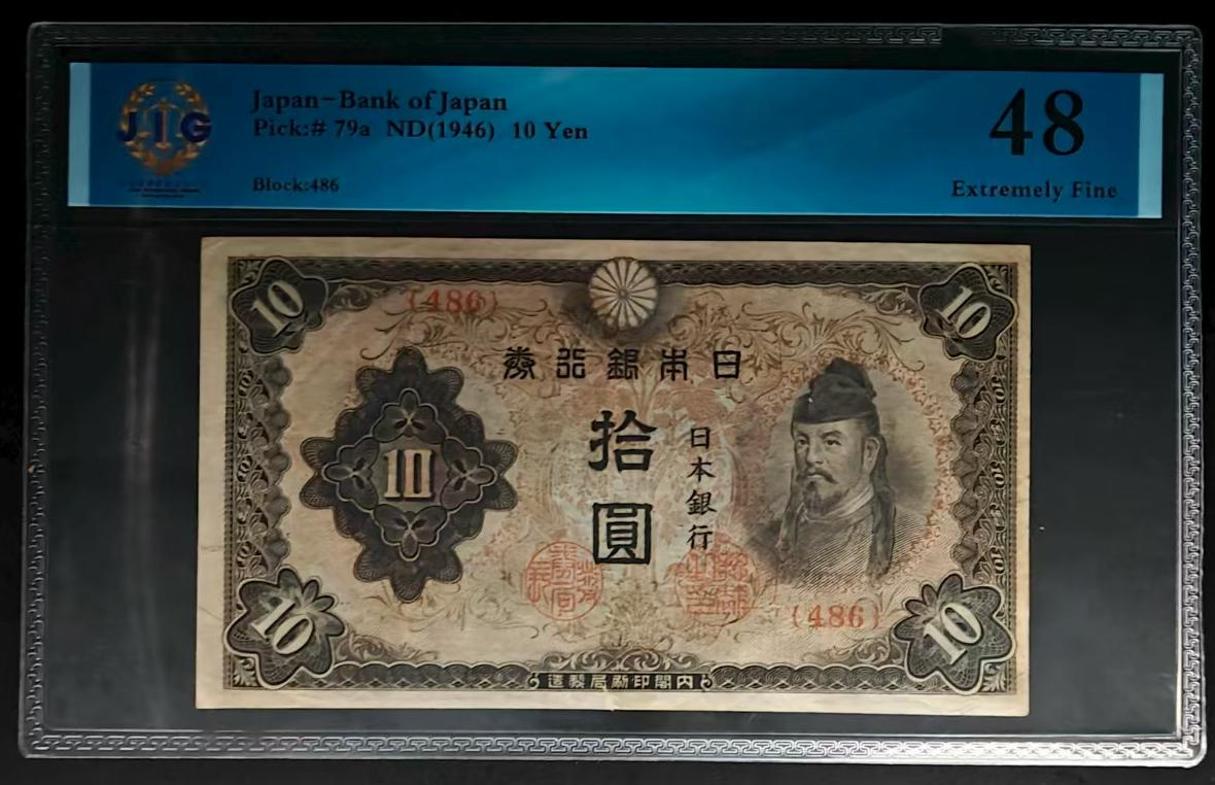 JIG
Japan-Bank of Japan
Pick:# 79a ND(1946) 10 Yen
Block:486
48
Extremely Fine
10
10
(486)
日本銀行券
拾圓
日本銀行
10
(486)
10
10
内閣印刷局製造